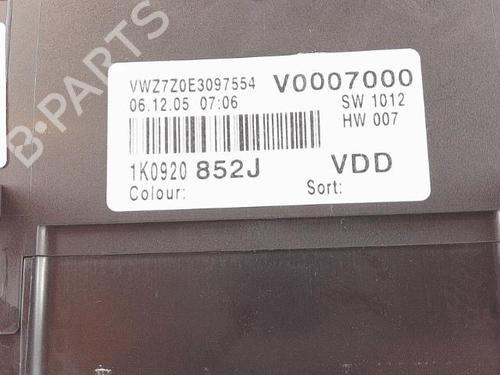 VWZ7Z0E3097554 V0007000
06.12.05 07:06 SW 1012
HW 007
1K0920 852J VDD
Colour: Sort:
B-PARTS